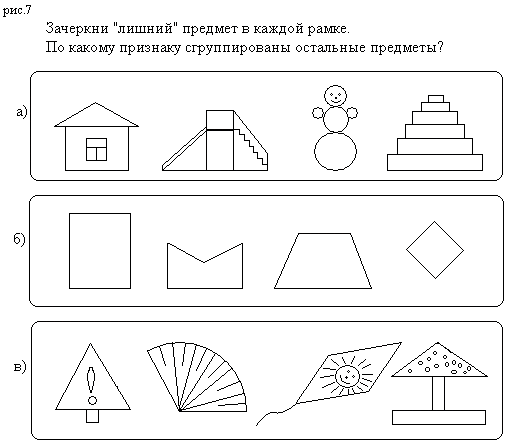 рис.7
Зачеркни "лишний" предмет в каждой рамке.
По какому признаку сгруппированы остальные предметы?
а)
б)
в)